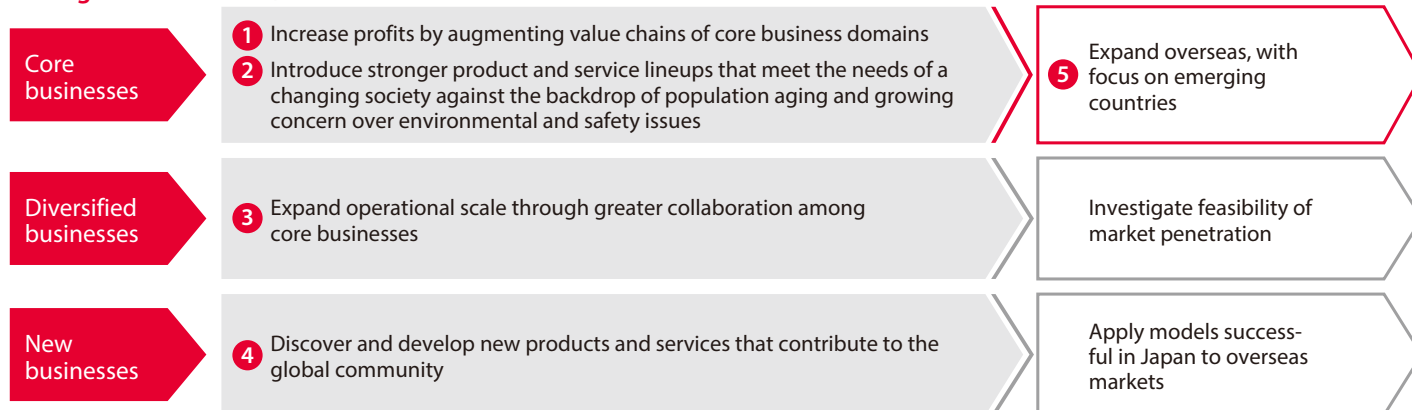 Core
businesses
1 Increase profits by augmenting value chains of core business domains
2 Introduce stronger product and service lineups that meet the needs of a
changing society against the backdrop of population aging and growing
concern over environmental and safety issues
5 Expand overseas, with
focus on emerging
countries
Diversified
businesses
3 Expand operational scale through greater collaboration among
core businesses
Investigate feasibility of
market penetration
New
businesses
4 Discover and develop new products and services that contribute to the
global community
Apply models success-
ful in Japan to overseas
markets